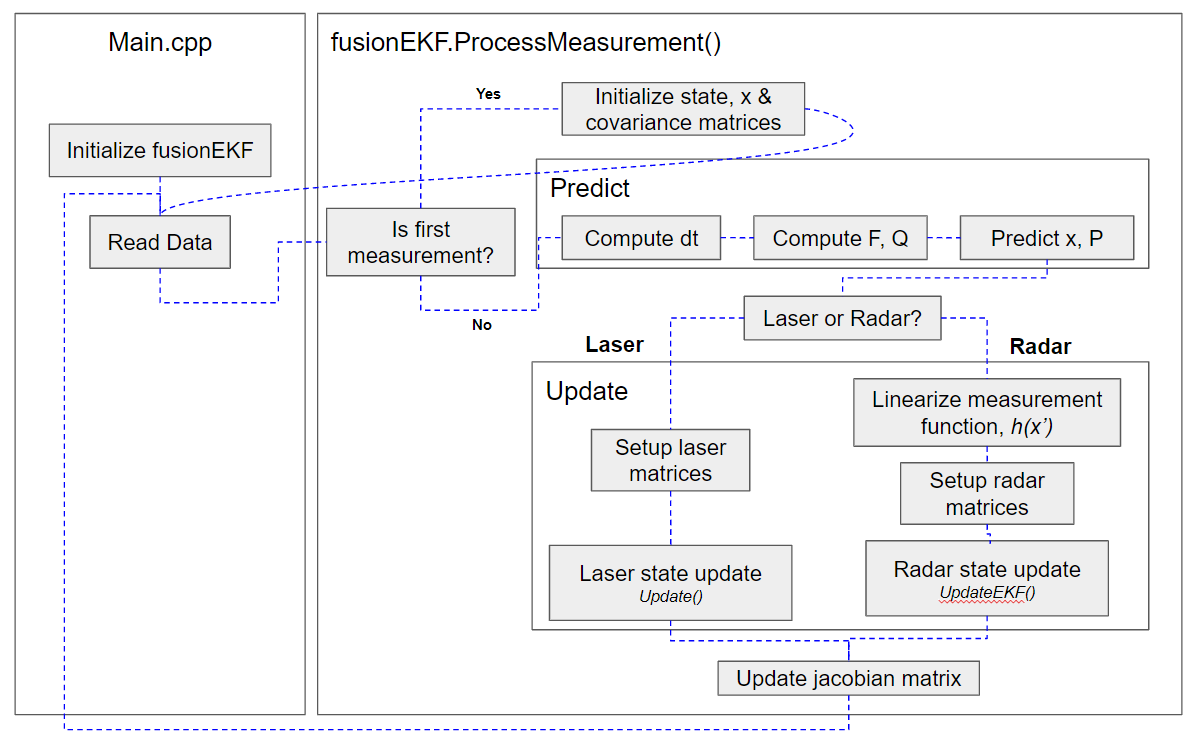 Main.cpp
Initialize fusionEKF
Read Data
fusionEKF.ProcessMeasurement()
Yes
Initialize state, x &
covariance matrices
Is first
measurement?
No
Predict
Compute dt
Compute F, Q
Predict x, P
Laser or Radar?
Laser
Radar
Update
Setup laser
matrices
Laser state update
Update()
Linearize measurement
function, h(x’)
Setup radar
matrices
Radar state update
UpdateEKF()
Update jacobian matrix